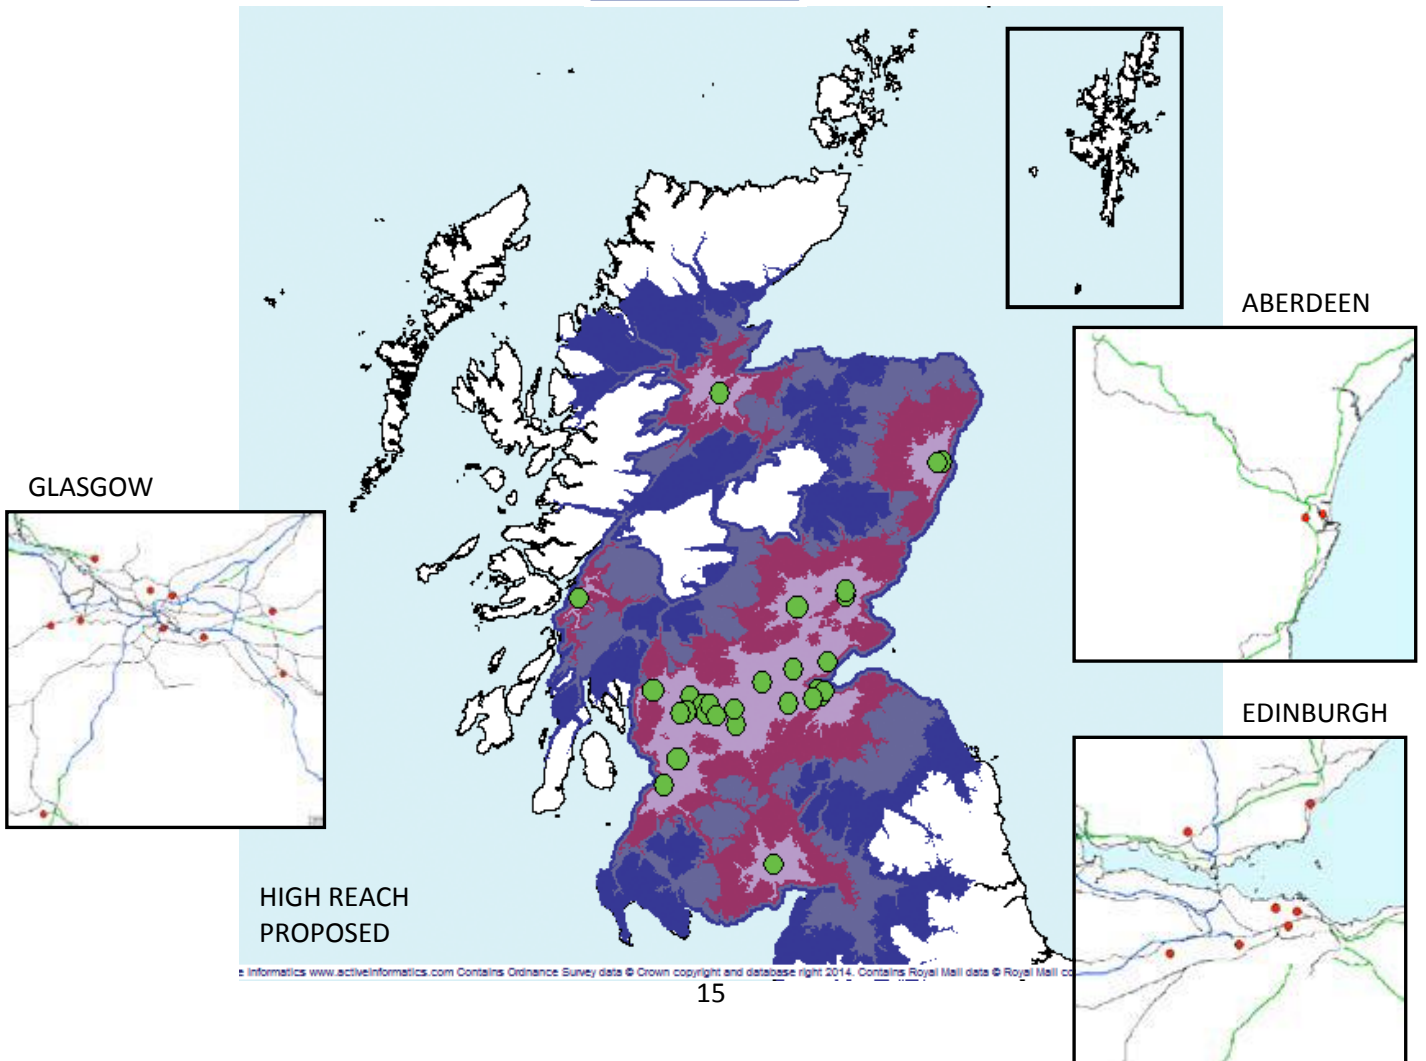 ABERDEEN
GLASGOW
EDINBURGH
HIGH REACH
PROPOSED
e Informatics www.activeinformatics.com Contains Ordnance Survey data © Crown copyright and database right 2014. Contains Royal Mail data © Royal Mail co
15